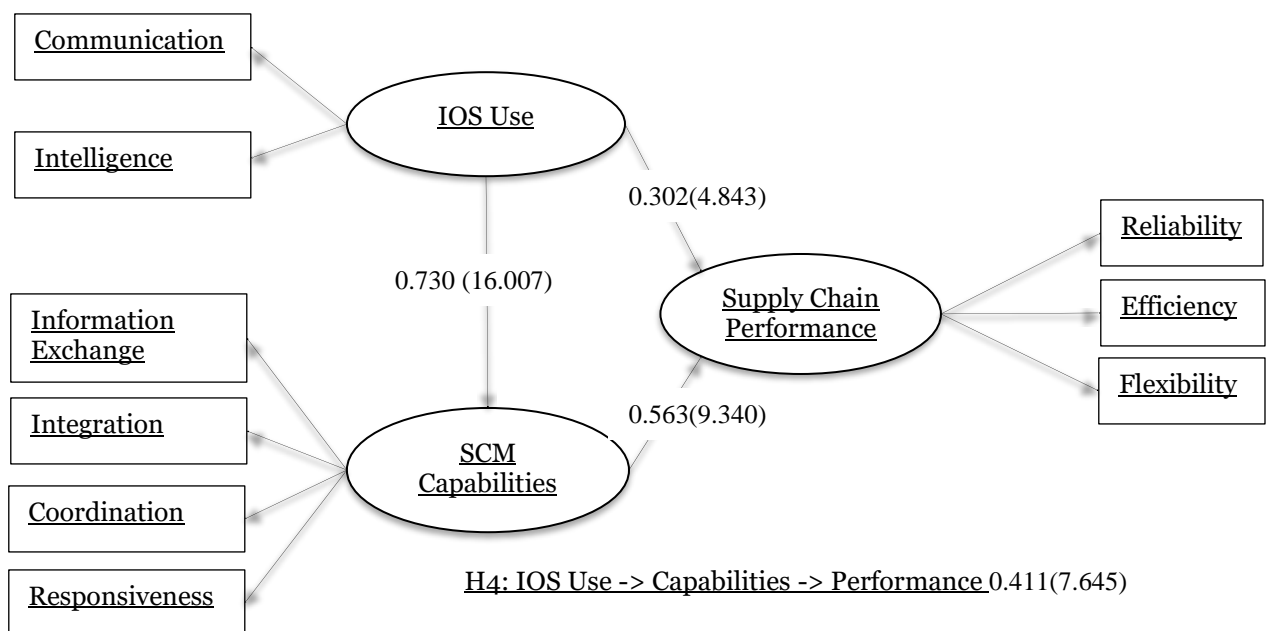 Communication
IOS Use
Intelligence
0.302(4.843)
Reliability
0.730 (16.007)
Supply Chain
Performance
Efficiency
Information
Exchange
Flexibility
Integration
0.563(9.340)
SCM
Capabilities
Coordination
H4: IOS Use -> Capabilities -> Performance 0.411(7.645)
Responsiveness